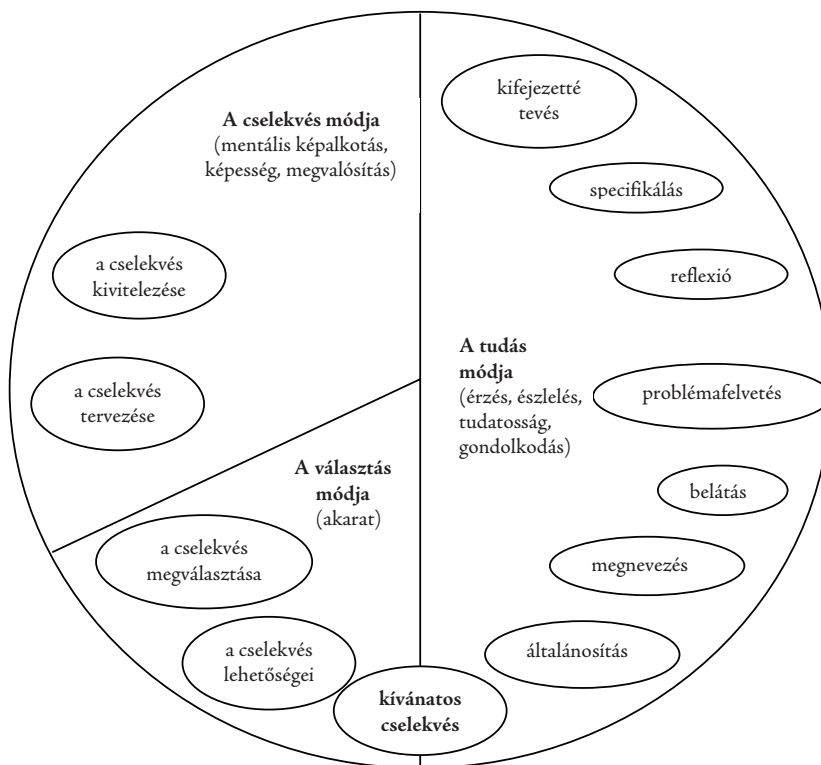 A cselekvés módja
(mentális képalkotás,
képesség, megvalósítás)
a cselekvés
kivitelezése
a cselekvés
tervezése
A választás
módja
(akarat)
a cselekvés
megválasztása
a cselekvés
lehetőségei
kívánatos
cselekvés
kifejezetté
tevés
specifikálás
reflexió
A tudás
módja
(érzés, észlelés,
tudatosság,
gondolkodás)
problémafelvetés
belátás
megnevezés
általánosítás